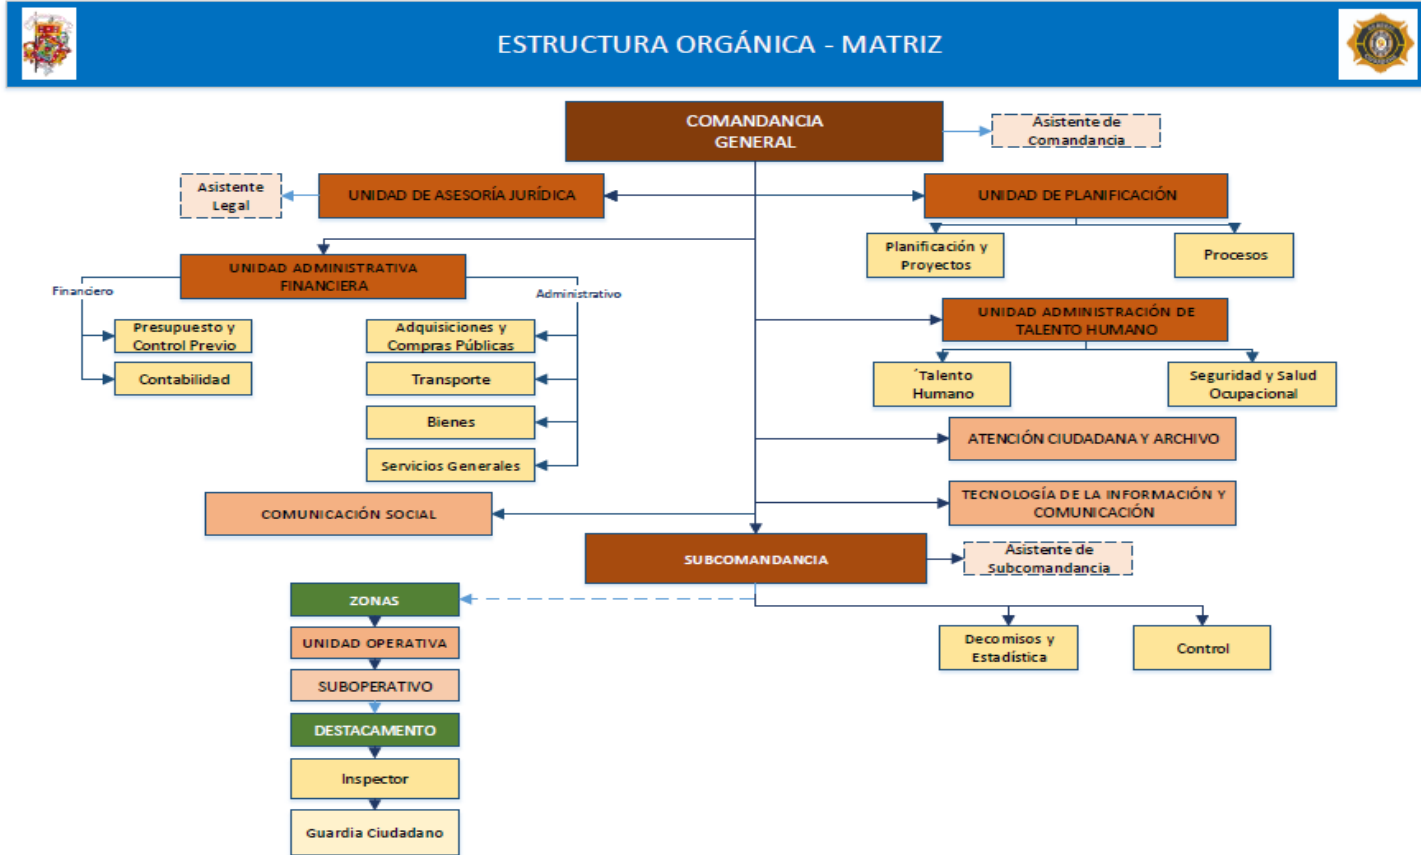 ESTRUCTURA ORGÁNICA - MATRIZ
COMANDANCIA
GENERAL
Asistente de
Comandancia
Asistente
Legal
UNIDAD DE ASESORÍA JURÍDICA
UNIDAD DE PLANIFICACIÓN
Planificación y
Proyectos
Procesos
UNIDAD ADMINISTRATIVA
FINANCIERA
Financiero
Administrativo
Presupuesto y
Control Previo
Contabilidad
Adquisiciones y
Compras Públicas
Transporte
Bienes
Servicios Generales
UNIDAD ADMINISTRACIÓN DE
TALENTO HUMANO
´Talento
Humano
Seguridad y Salud
Ocupacional
ATENCIÓN CIUDADANA Y ARCHIVO
TECNOLOGÍA DE LA INFORMACIÓN Y
COMUNICACIÓN
COMUNICACIÓN SOCIAL
SUBCOMANDANCIA
Asistente de
Subcomandancia
ZONAS
UNIDAD OPERATIVA
SUBOPERATIVO
DESTACAMENTO
Inspector
Guardia Ciudadano
Decomisos y
Estadística
Control